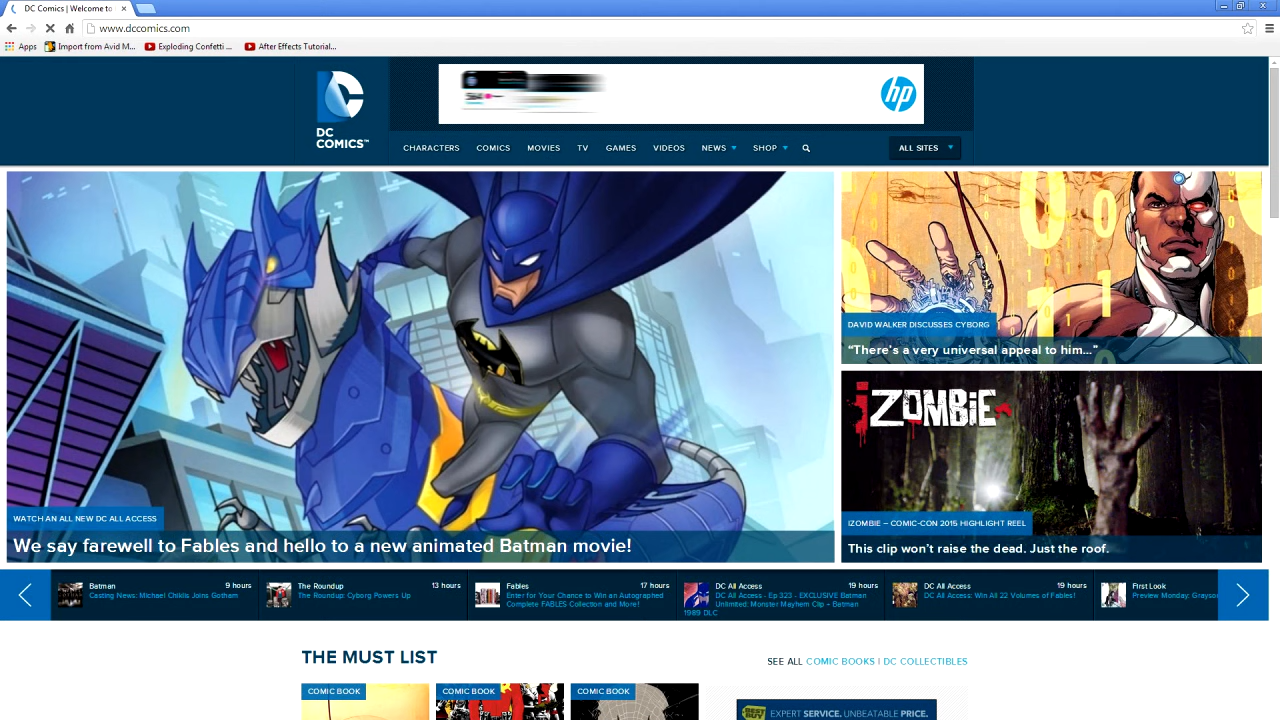 DC Comics | Welcome to
www.dccomics.com
Apps
Import from Avid M...
Exploding Confetti ...
After Effects Tutorial...
DC
COMICS™
hp
CHARACTERS
COMICS
MOVIES
TV
GAMES
VIDEOS
NEWS
SHOP
ALL SITES
WATCH AN ALL NEW DC ALL ACCESS
We say farewell to Fables and hello to a new animated Batman movie!
DAVID WALKER DISCUSSES CYBORG
“There’s a very universal appeal to him...”
iZOMBiE
IZOMBIE – COMIC-CON 2015 HIGHLIGHT REEL
This clip won’t raise the dead. Just the roof.
Batman 9 hours
Casting News: Michael Chiklis Joins Gotham
The Roundup 13 hours
The Roundup: Cyborg Powers Up
Fables 17 hours
Enter for Your Chance to Win an Autographed
Complete FABLES Collection and More!
DC All Access 19 hours
DC All Access - Ep 323 - EXCLUSIVE Batman
Unlimited: Monster Mayhem Clip – Batman
1989 DLC
DC All Access 19 hours
DC All Access: Win All 22 Volumes of Fables!
First Look
Preview Monday: Grayson
THE MUST LIST
SEE ALL COMIC BOOKS | DC COLLECTIBLES
COMIC BOOK
COMIC BOOK
COMIC BOOK
BEST BUY
EXPERT SERVICE. UNBEATABLE PRICE.